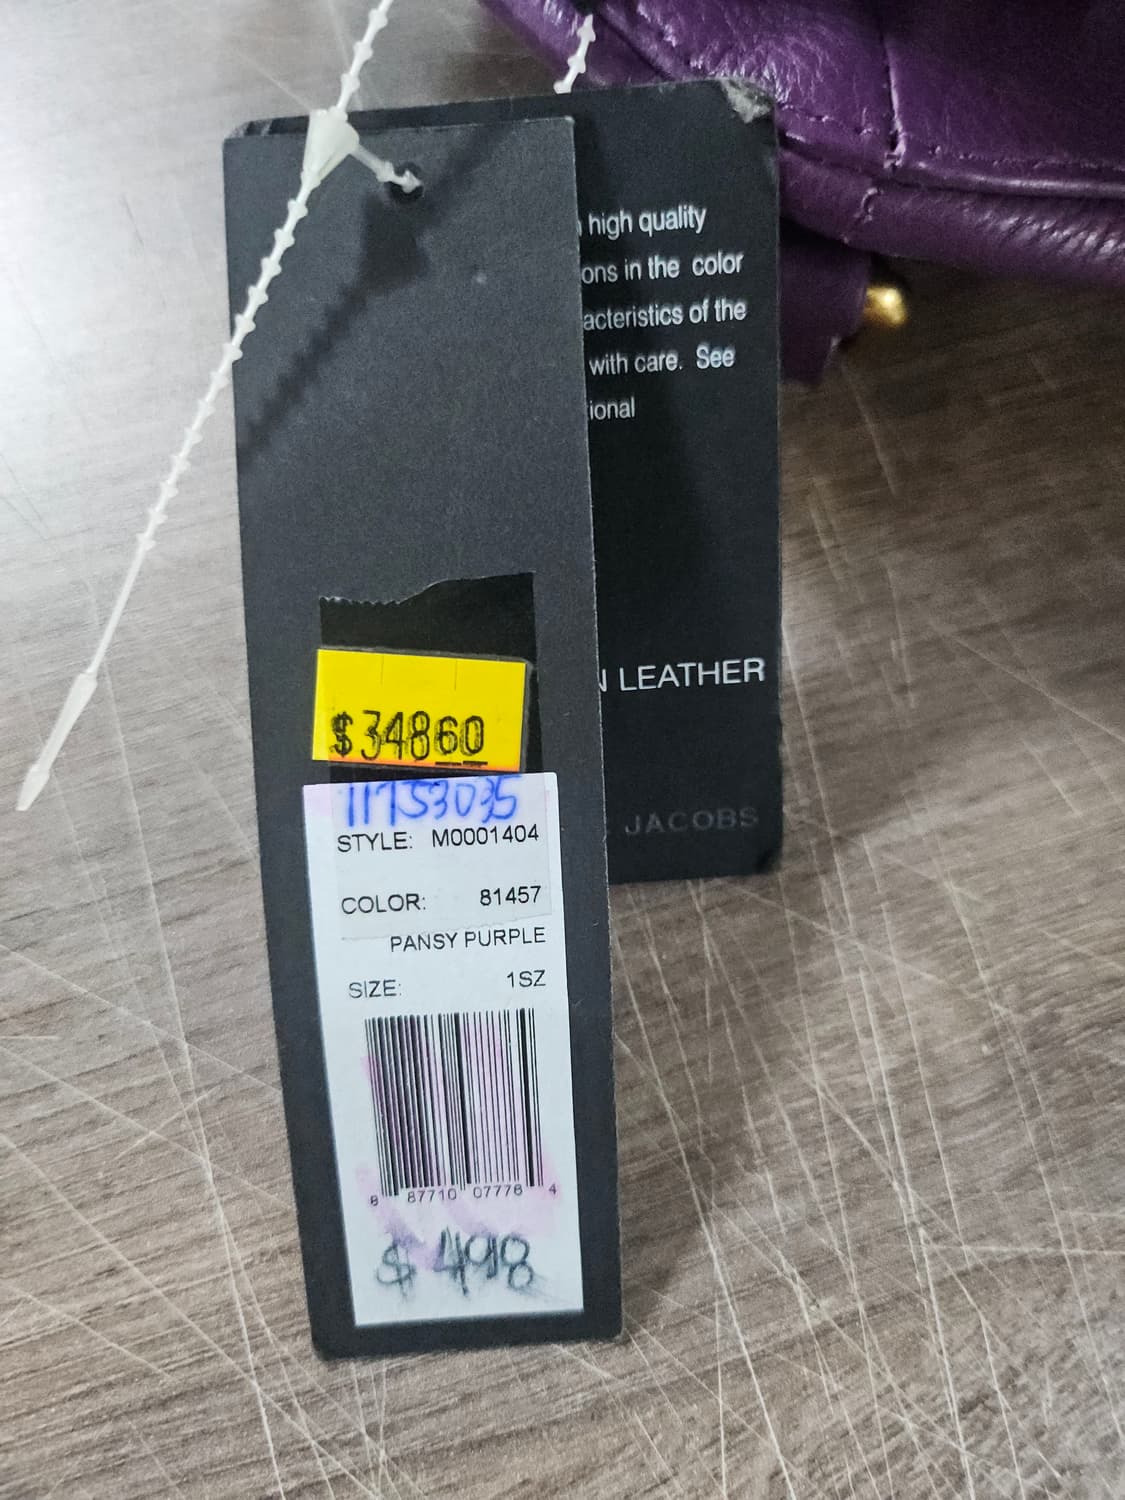 high quality
ons in the color
acteristics of the
with care. See
ional
N LEATHER
JACOBS
$34860
11753035
STYLE: M0001404
COLOR: 81457
PANSY PURPLE
SIZE: 1SZ
8 87710 07776 4
$498